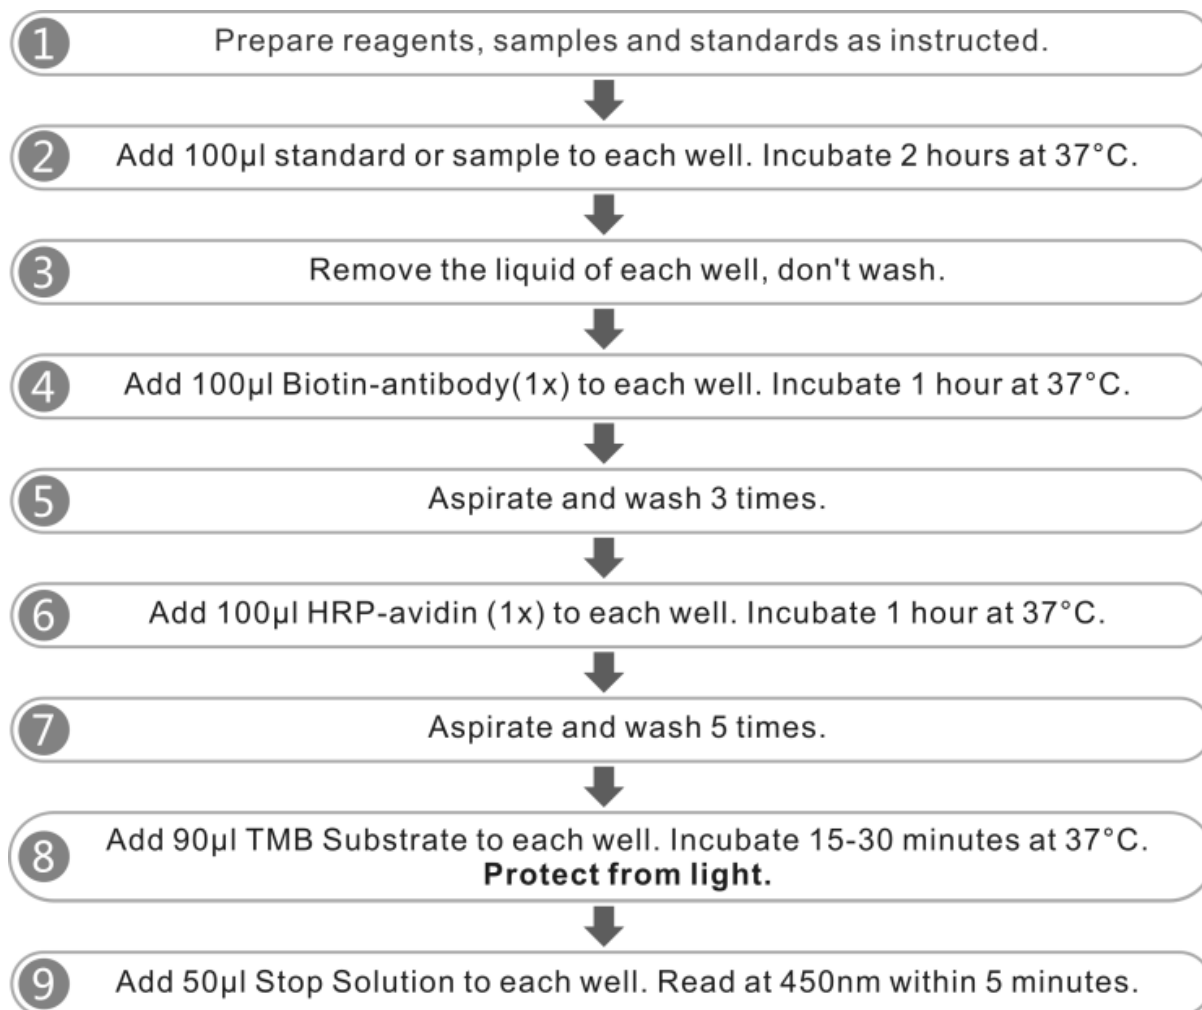 1 Prepare reagents, samples and standards as instructed.
2 Add 100µl standard or sample to each well. Incubate 2 hours at 37°C.
3 Remove the liquid of each well, don't wash.
4 Add 100µl Biotin-antibody(1x) to each well. Incubate 1 hour at 37°C.
5 Aspirate and wash 3 times.
6 Add 100µl HRP-avidin (1x) to each well. Incubate 1 hour at 37°C.
7 Aspirate and wash 5 times.
8 Add 90µl TMB Substrate to each well. Incubate 15-30 minutes at 37°C.
Protect from light.
9 Add 50µl Stop Solution to each well. Read at 450nm within 5 minutes.